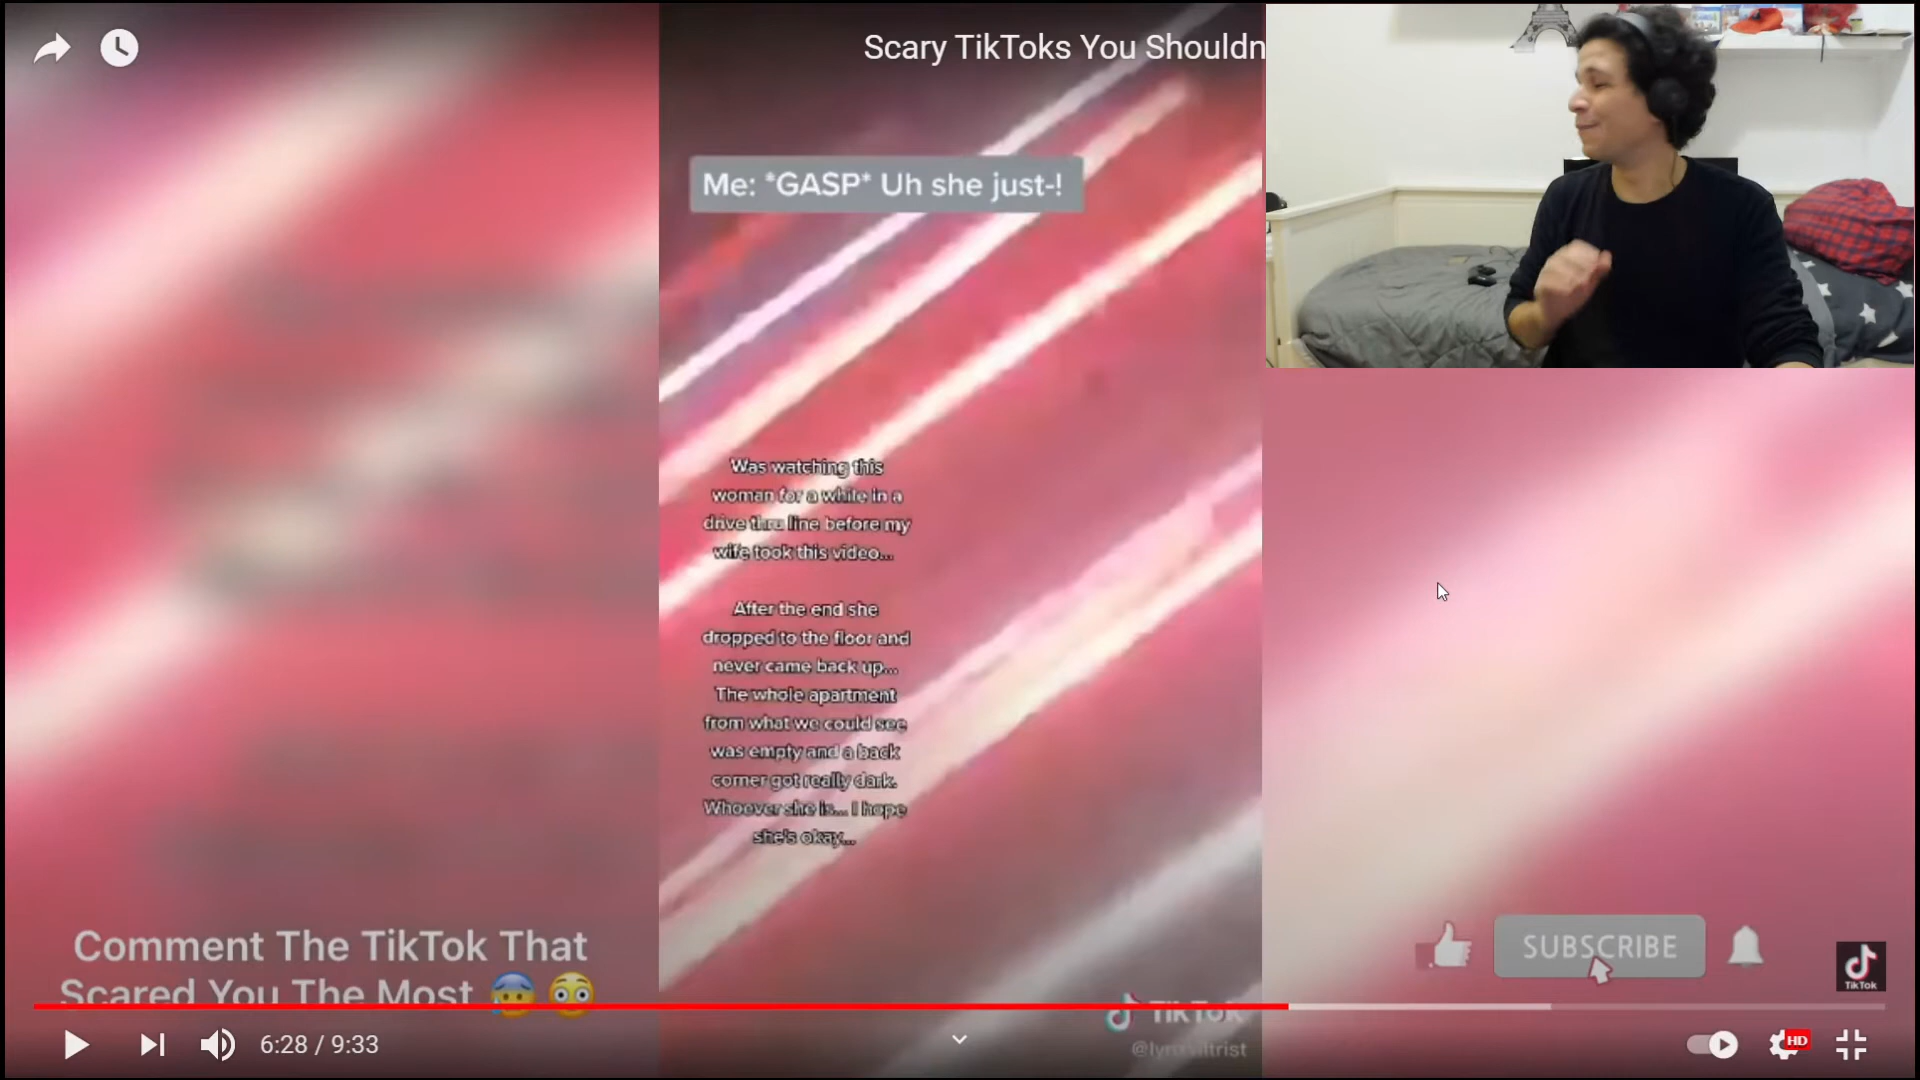 Scary TikToks You Shouldn
Me: *GASP* Uh she just-!
Was watching this
woman for a while in a
drive thru line before my
wife took this video...
After the end she
dropped to the floor and
never came back up...
The whole apartment
from what we could see
was empty and a back
corner got really dark.
Whoever she is... I hope
she's okay...
Comment The TikTok That
Scared You The Most 😰 😳
SUBSCRIBE
TikTok
TikTok
6:28 / 9:33
HD